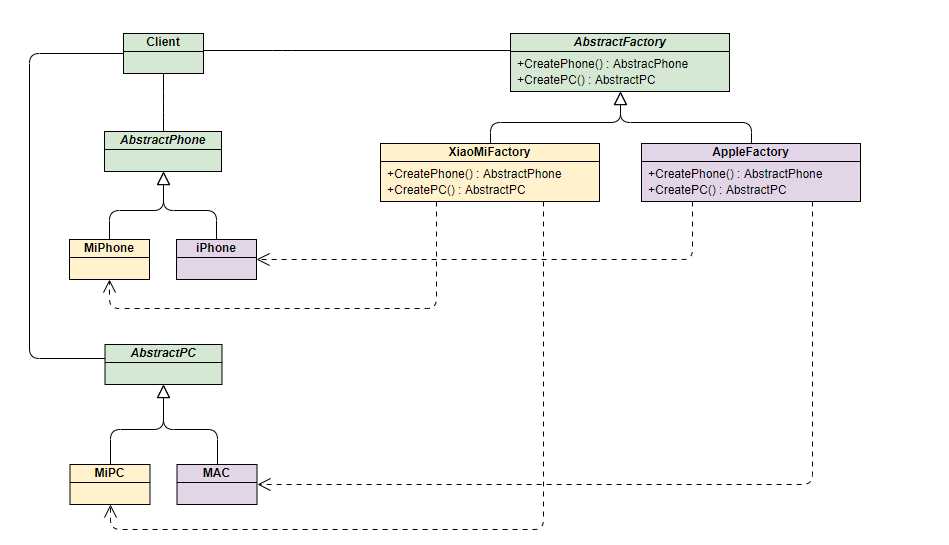 Client
AbstractFactory
+CreatePhone() : AbstracPhone
+CreatePC() : AbstractPC
AbstractPhone
XiaoMiFactory
+CreatePhone() : AbstractPhone
+CreatePC() : AbstractPC
AppleFactory
+CreatePhone() : AbstractPhone
+CreatePC() : AbstractPC
MiPhone
iPhone
AbstractPC
MiPC
MAC